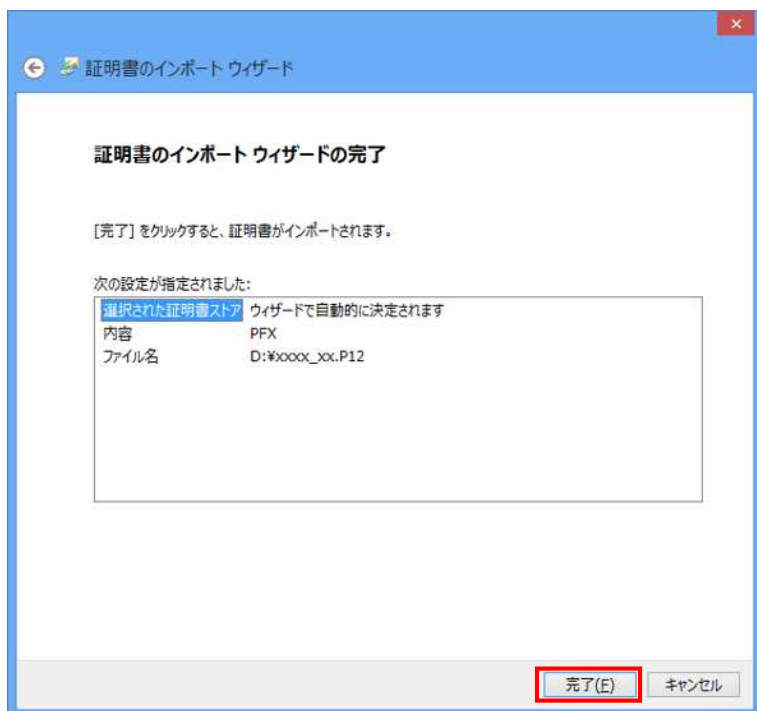 証明書のインポート ウィザード
証明書のインポート ウィザードの完了
[完了] をクリックすると、証明書がインポートされます。
次の設定が指定されました:
選択された証明書ストア ウィザードで自動的に決定されます
内容 PFX
ファイル名 D:¥xxxx_xx.P12
完了(F) キャンセル